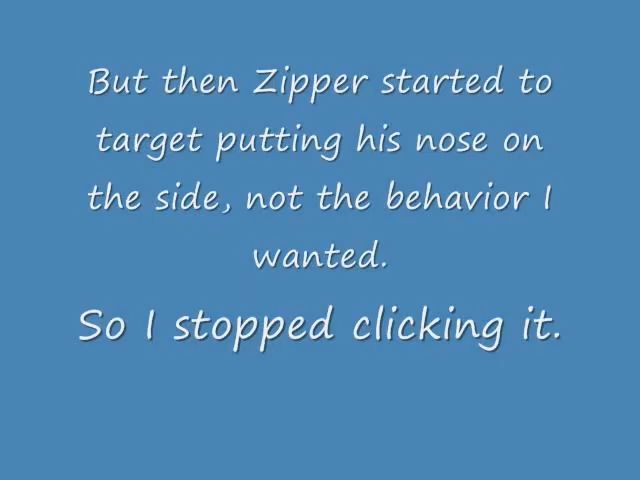 But then Zipper started to
target putting his nose on
the side, not the behavior I
wanted.
So I stopped clicking it.